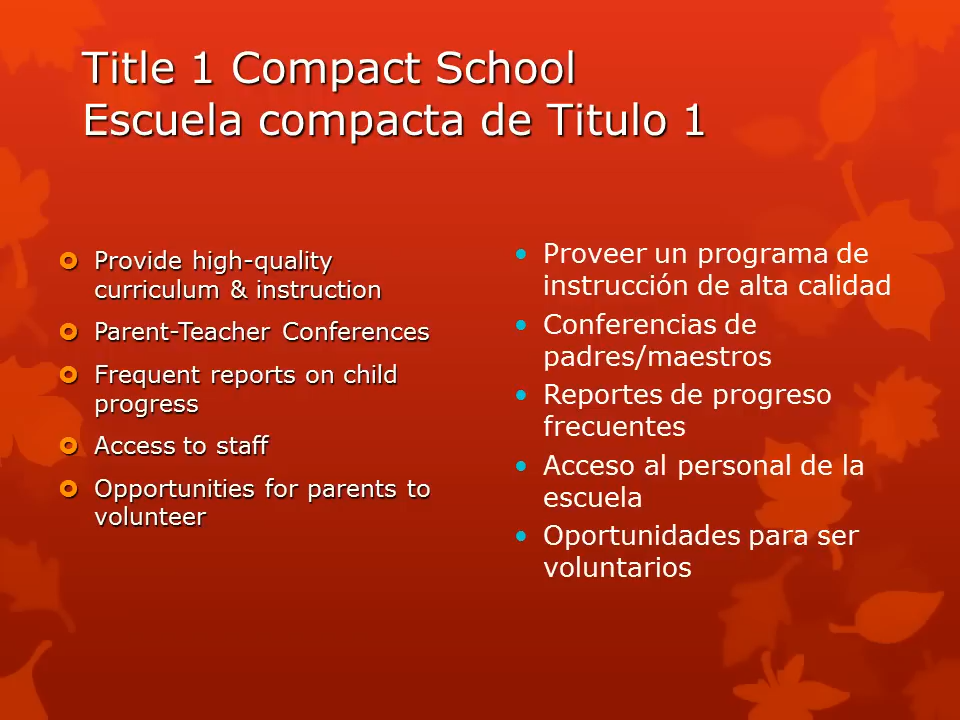 Title 1 Compact School
Escuela compacta de Titulo 1
Provide high-quality
curriculum & instruction
Parent-Teacher Conferences
Frequent reports on child
progress
Access to staff
Opportunities for parents to
volunteer
Proveer un programa de
instrucción de alta calidad
Conferencias de
padres/maestros
Reportes de progreso
frecuentes
Acceso al personal de la
escuela
Oportunidades para ser
voluntarios